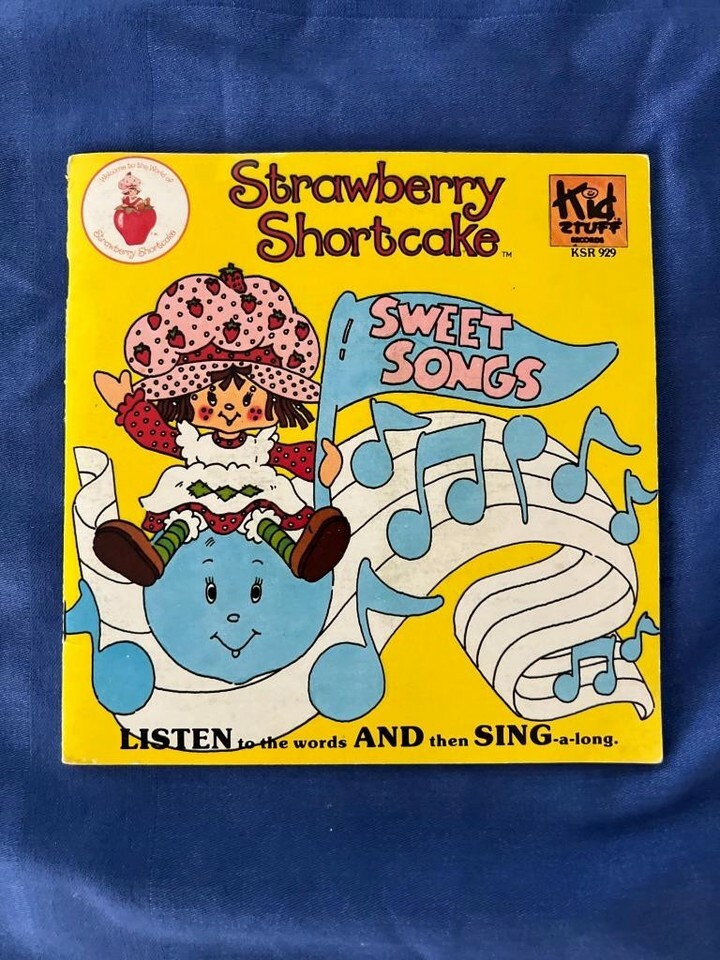 Welcome to the World of
Strawberry Shortcake
Strawberry
Shortcake™
Kid
STUFF
RECORDS
KSR 929
SWEET
SONGS
LISTEN to the words AND then SING-a-long.